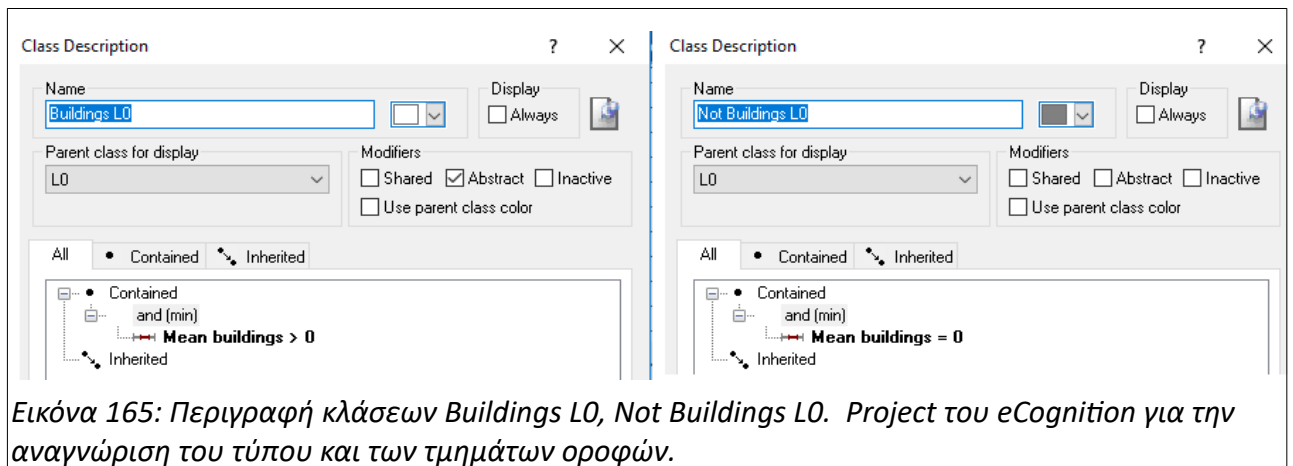 Class Description ? ×
Name
Display
Buildings L0
Always
Parent class for display
Modifiers
L0
Shared Abstract Inactive
Use parent class color
All Contained Inherited
Contained
and (min)
Mean buildings > 0
Inherited
Class Description ? ×
Name
Display
Not Buildings L0
Always
Parent class for display
Modifiers
L0
Shared Abstract Inactive
Use parent class color
All Contained Inherited
Contained
and (min)
Mean buildings = 0
Inherited
Εικόνα 165: Περιγραφή κλάσεων Buildings L0, Not Buildings L0. Project του eCognition για την
αναγνώριση του τύπου και των τμημάτων οροφών.